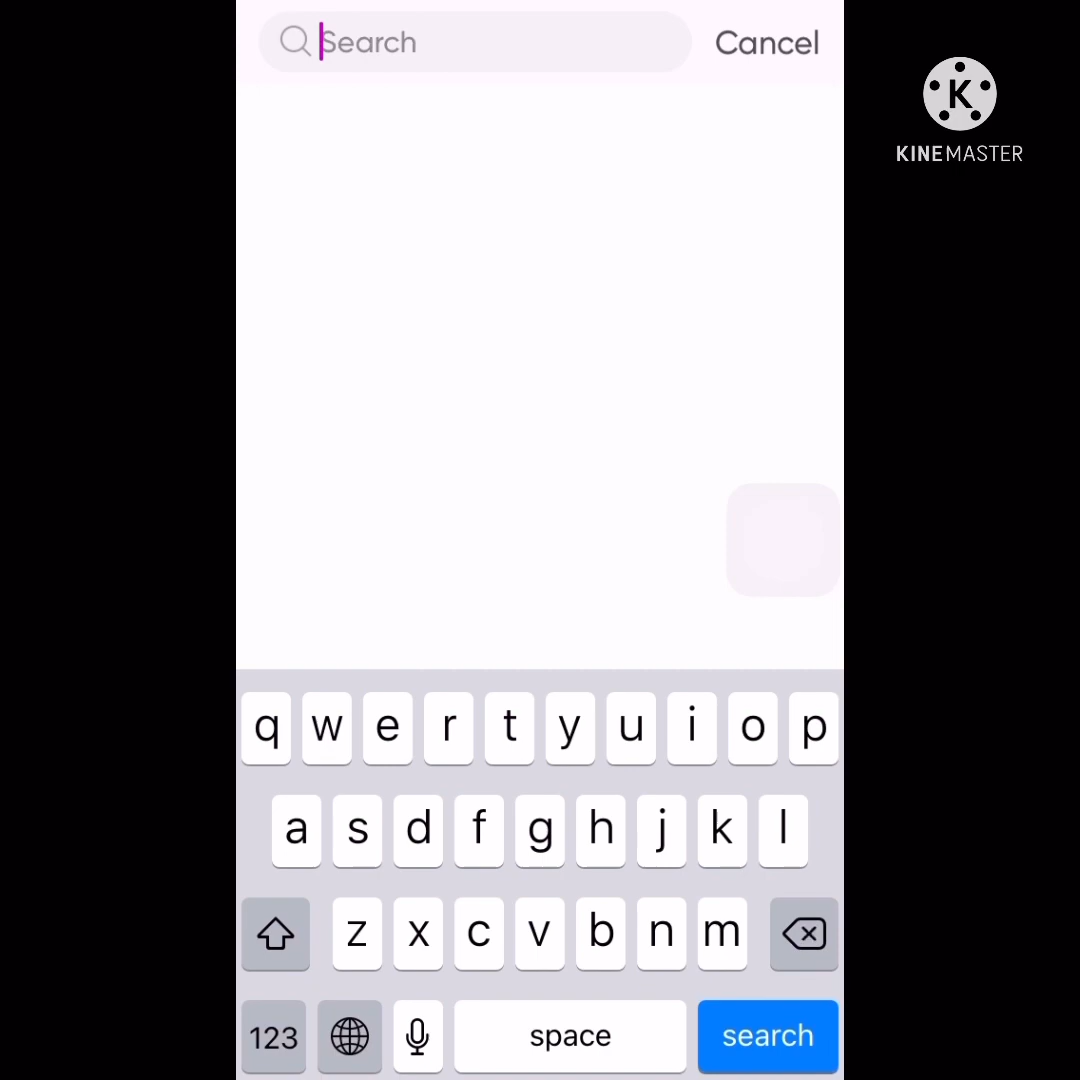 Search
Cancel
K
KINEMASTER
q w e r t y u i o p
a s d f g h j k l
z x c v b n m
123
space
search